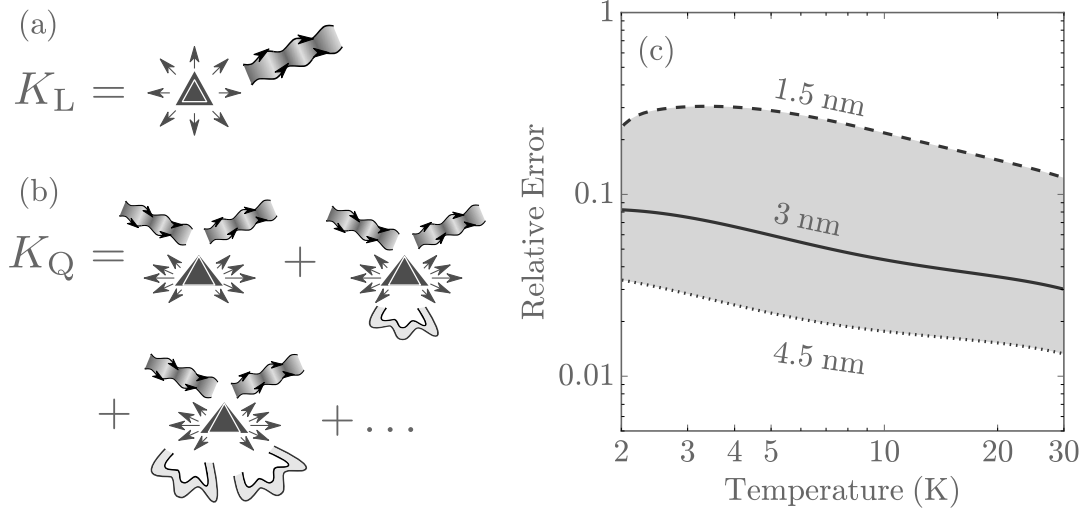 (a)
K_L =
(b)
K_Q = +
+ + ...
(c)
Relative Error
1
0.1
0.01
1.5 nm
3 nm
4.5 nm
2 3 4 5 10 20 30
Temperature (K)